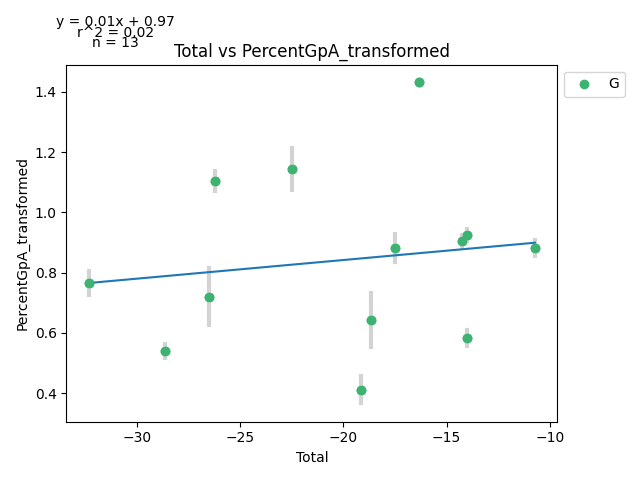 y = 0.01x + 0.97
r^2 = 0.02
n = 13
Total vs PercentGpA_transformed
G
PercentGpA_transformed
1.4
1.2
1.0
0.8
0.6
0.4
−30
−25
−20
−15
−10
Total